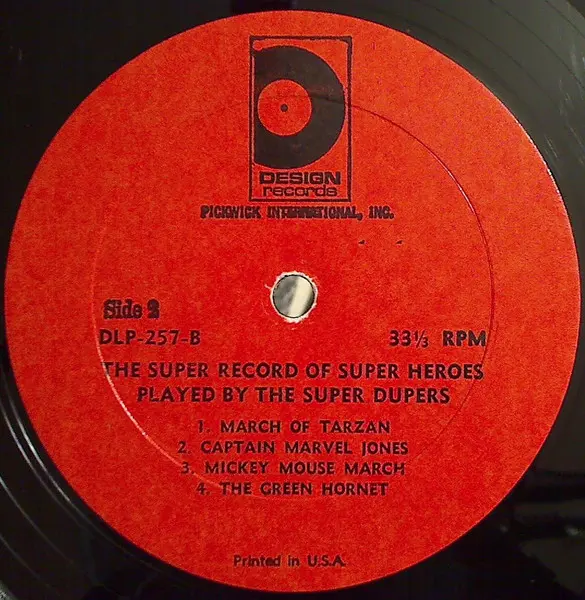 DESIGN
records
PICKWICK INTERNATIONAL, INC.
Side 2
DLP-257-B 33⅓ RPM
THE SUPER RECORD OF SUPER HEROES
PLAYED BY THE SUPER DUPERS
1. MARCH OF TARZAN
2. CAPTAIN MARVEL JONES
3. MICKEY MOUSE MARCH
4. THE GREEN HORNET
Printed in U.S.A.